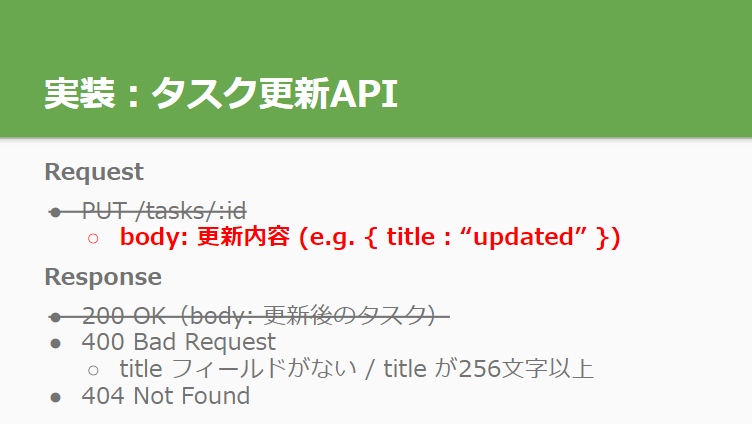 実装：タスク更新API
Request
● PUT /tasks/:id
○ body: 更新内容 (e.g. { title : “updated” })
Response
● 200 OK（body: 更新後のタスク）
● 400 Bad Request
○ title フィールドがない / title が256文字以上
● 404 Not Found